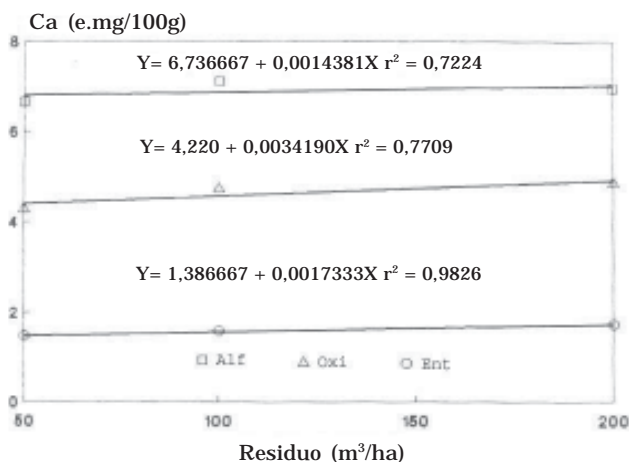 Ca (e.mg/100g)
8
Y= 6,736667 + 0,0014381X r² = 0,7224
6
Y= 4,220 + 0,0034190X r² = 0,7709
4
Y= 1,386667 + 0,0017333X r² = 0,9826
2
Alf Oxi Ent
0
50 100 150 200
Residuo (m³/ha)